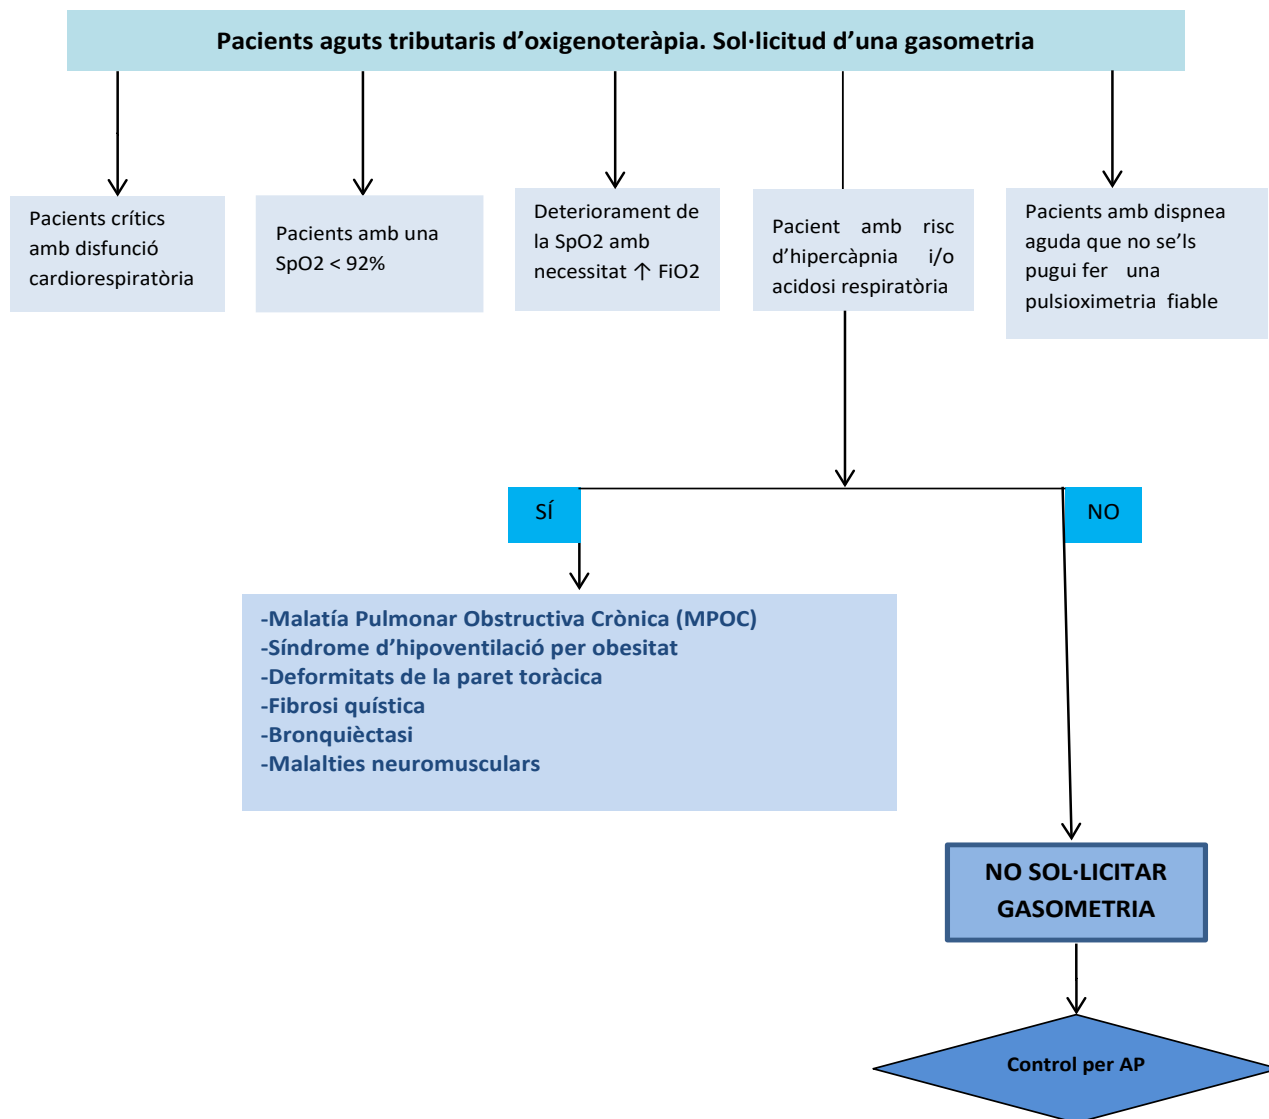 Pacients aguts tributaris d’oxigenoteràpia. Sol·licitud d’una gasometria
Pacients crítics
amb disfunció
cardiorespiratòria
Pacients amb una
SpO2 < 92%
Deteriorament de
la SpO2 amb
necessitat ↑ FiO2
Pacient amb risc
d’hipercàpnia i/o
acidosi respiratòria
Pacients amb dispnea
aguda que no se’ls
pugui fer una
pulsioximetria fiable
SÍ
NO
-Malatía Pulmonar Obstructiva Crònica (MPOC)
-Síndrome d’hipoventilació per obesitat
-Deformitats de la paret toràcica
-Fibrosi quística
-Bronquièctasi
-Malalties neuromusculars
NO SOL·LICITAR
GASOMETRIA
Control per AP